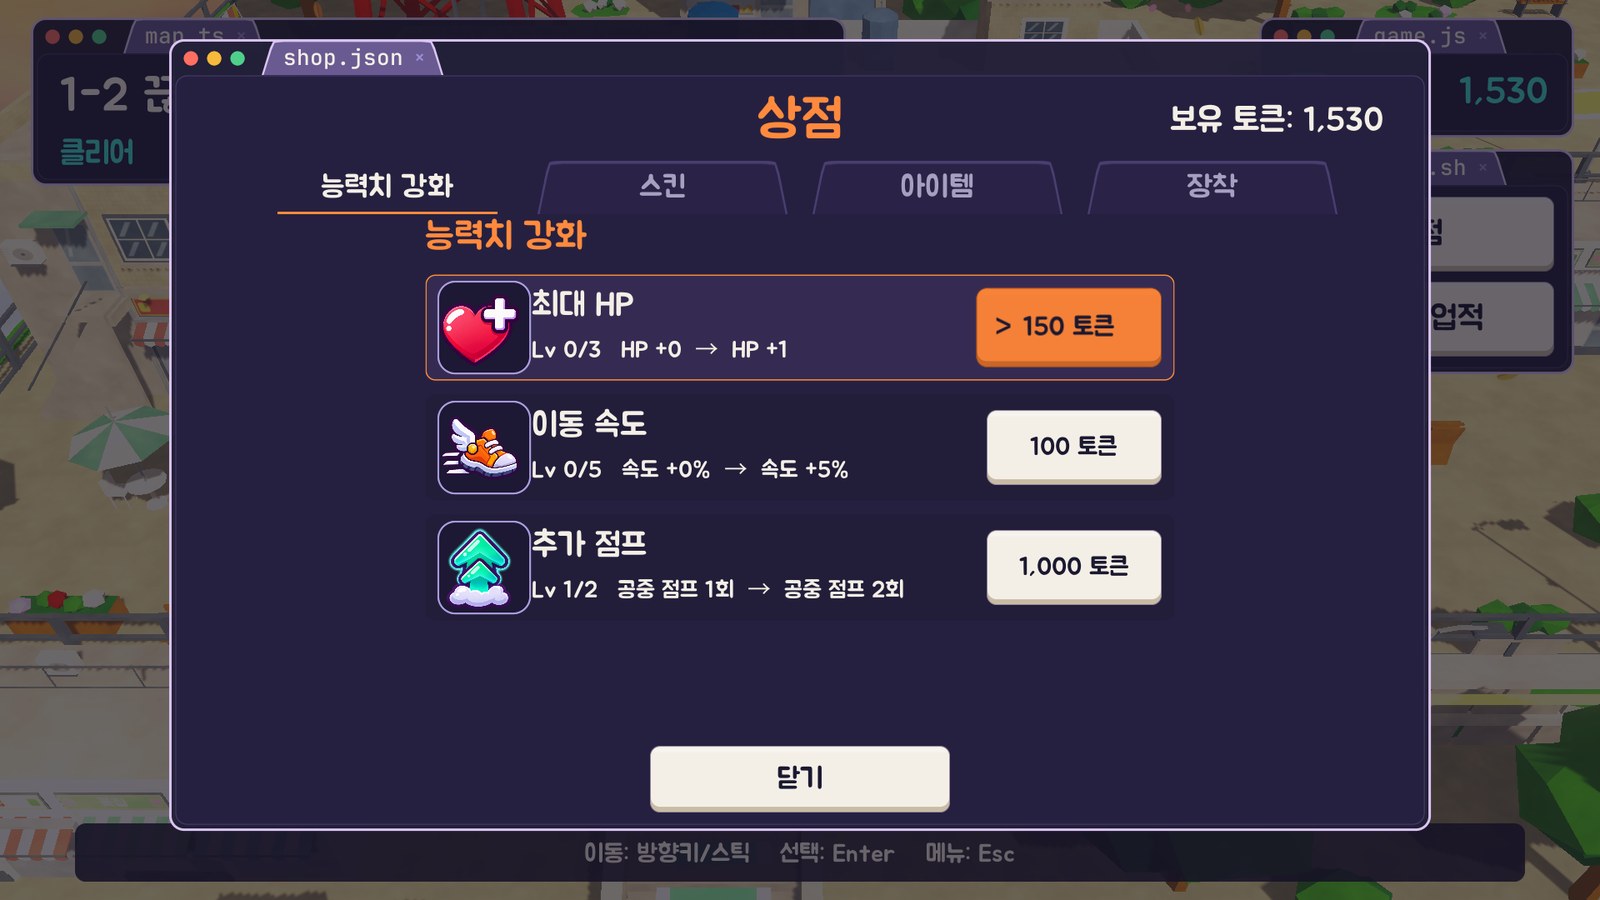 map.ts ×
game.js ×
1-2
클리어
1,530
.sh ×
업적
shop.json ×
상점
보유 토큰: 1,530
능력치 강화
스킨
아이템
장착
능력치 강화
최대 HP
Lv 0/3 HP +0 → HP +1
> 150 토큰
이동 속도
Lv 0/5 속도 +0% → 속도 +5%
100 토큰
추가 점프
Lv 1/2 공중 점프 1회 → 공중 점프 2회
1,000 토큰
닫기
이동: 방향키/스틱 선택: Enter 메뉴: Esc